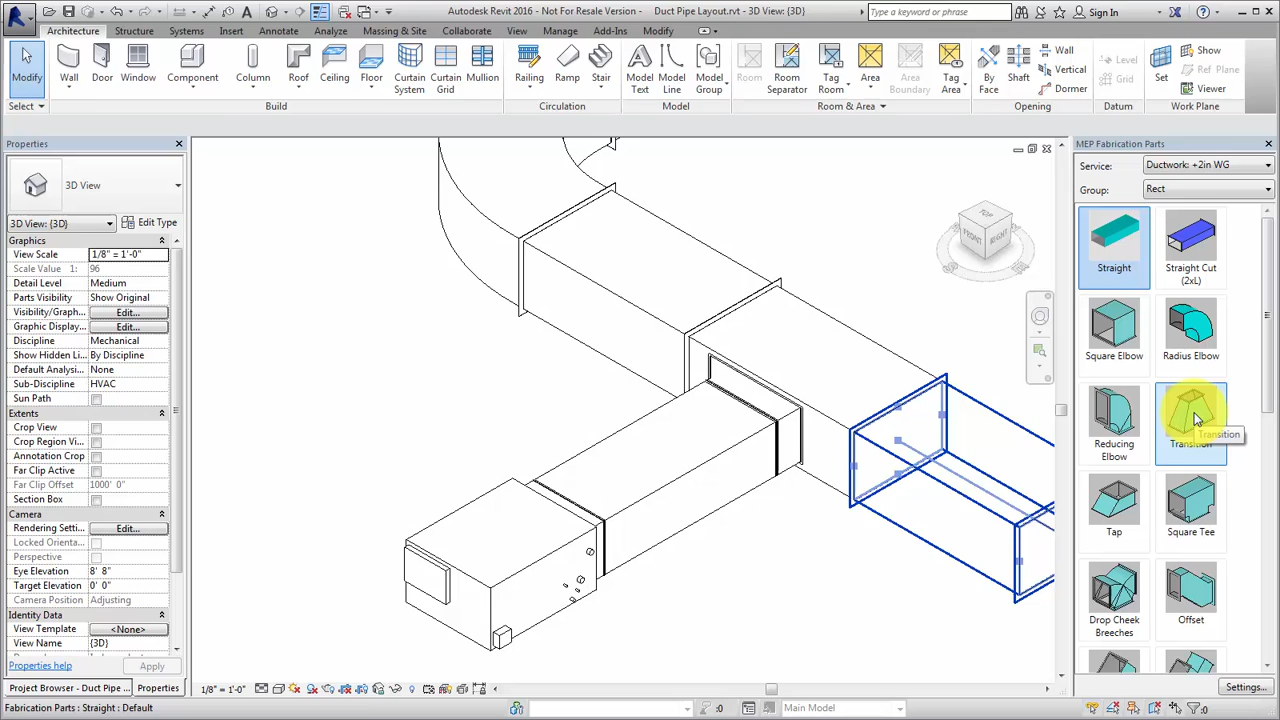 Autodesk Revit 2016 - Not For Resale Version - Duct Pipe Layout.rvt - 3D View: {3D}
Type a keyword or phrase
Sign In
Architecture Structure Systems Insert Annotate Analyze Massing & Site Collaborate View Manage Add-Ins Modify
Modify
Wall
Door
Window
Component
Column
Roof
Ceiling
Floor
Curtain System
Curtain Grid
Mullion
Railing
Ramp
Stair
Model Text
Model Line
Model Group
Room
Room Separator
Tag Room
Area
Area Boundary
Tag Area
By Face
Shaft
Wall
Vertical
Dormer
Level
Grid
Set
Show
Ref Plane
Viewer
Select
Build
Circulation
Model
Room & Area
Opening
Datum
Work Plane
Properties
3D View
3D View: {3D}
Edit Type
Graphics
View Scale 1/8" = 1'-0"
Scale Value 1: 96
Detail Level Medium
Parts Visibility Show Original
Visibility/Graph... Edit...
Graphic Display... Edit...
Discipline Mechanical
Show Hidden Li... By Discipline
Default Analysi... None
Sub-Discipline HVAC
Sun Path
Extents
Crop View
Crop Region Vi...
Annotation Crop
Far Clip Active
Far Clip Offset 1000' 0"
Section Box
Camera
Rendering Setti... Edit...
Locked Orienta...
Perspective
Eye Elevation 8' 8"
Target Elevation 0' 0"
Camera Position Adjusting
Identity Data
View Template <None>
View Name {3D}
Properties help
Apply
Project Browser - Duct Pipe ...
Properties
TOP
FRONT
RIGHT
MEP Fabrication Parts
Service: Ductwork: +2in WG
Group: Rect
Straight
Straight Cut (2xL)
Square Elbow
Radius Elbow
Reducing Elbow
Transition
Transition
Tap
Square Tee
Drop Cheek Breeches
Offset
Settings...
1/8" = 1'-0"
Fabrication Parts : Straight : Default
:0
Main Model
:0